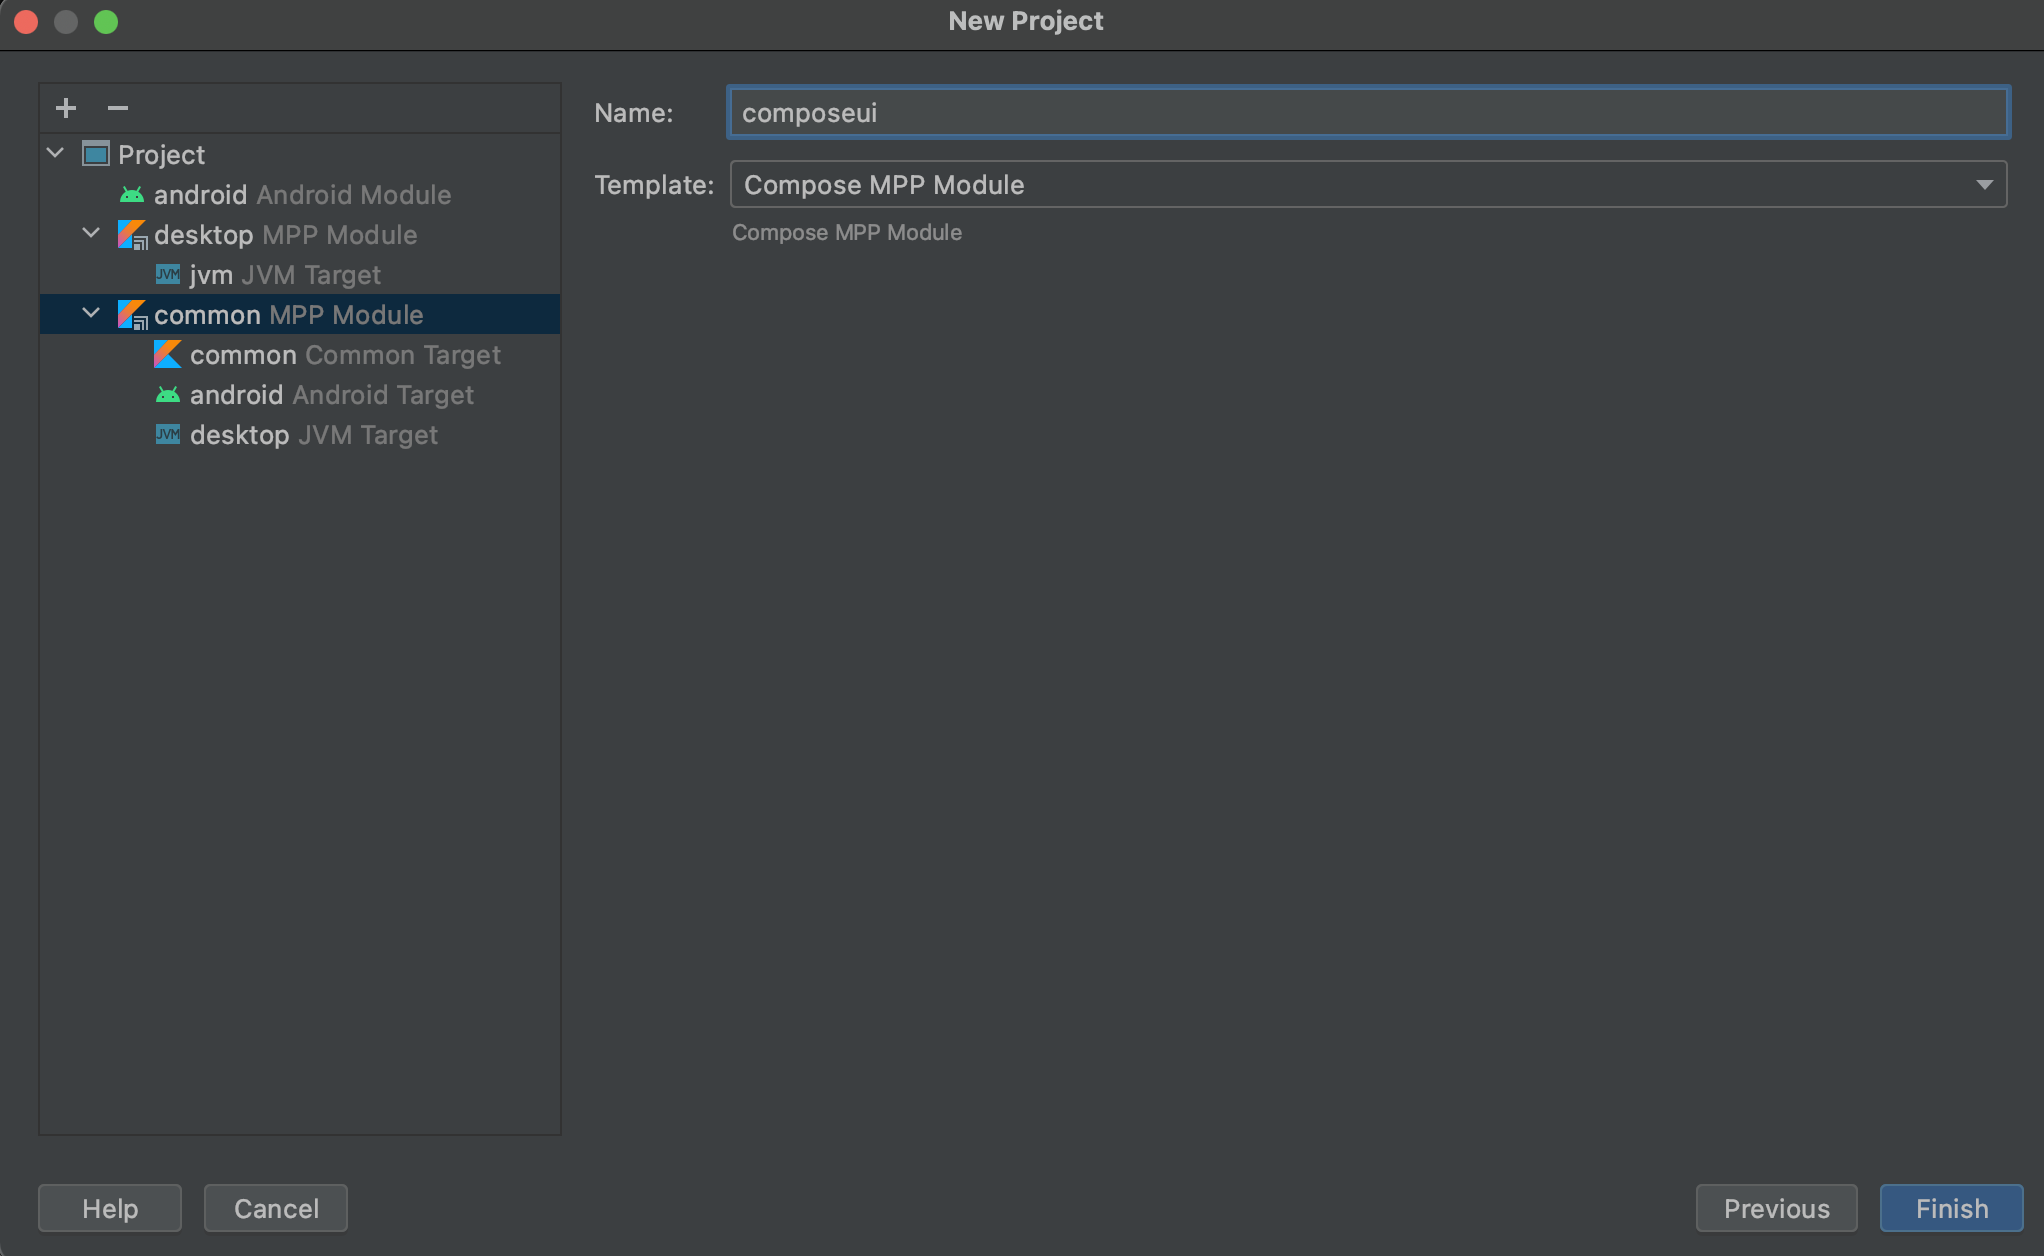 New Project
Project
android Android Module
desktop MPP Module
JVM jvm JVM Target
common MPP Module
common Common Target
android Android Target
JVM desktop JVM Target
Name: composeui
Template: Compose MPP Module
Compose MPP Module
Help Cancel Previous Finish